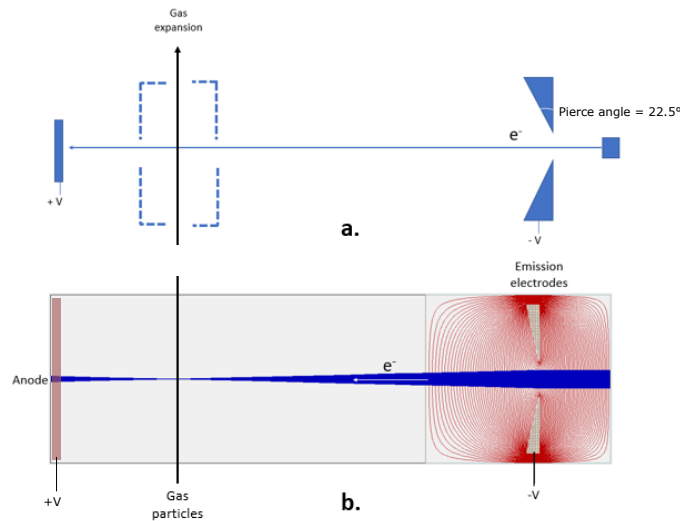 Gas
expansion
Pierce angle = 22.5°
e-
+ V
- V
a.
Emission
electrodes
e-
Anode
+V
Gas
particles
-V
b.